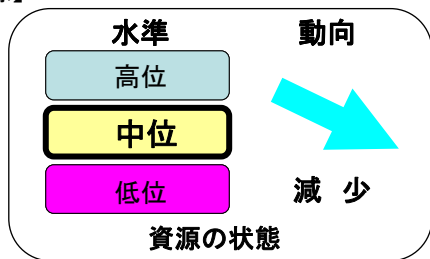 水準 動向
高位
中位
低位
減 少
資源の状態